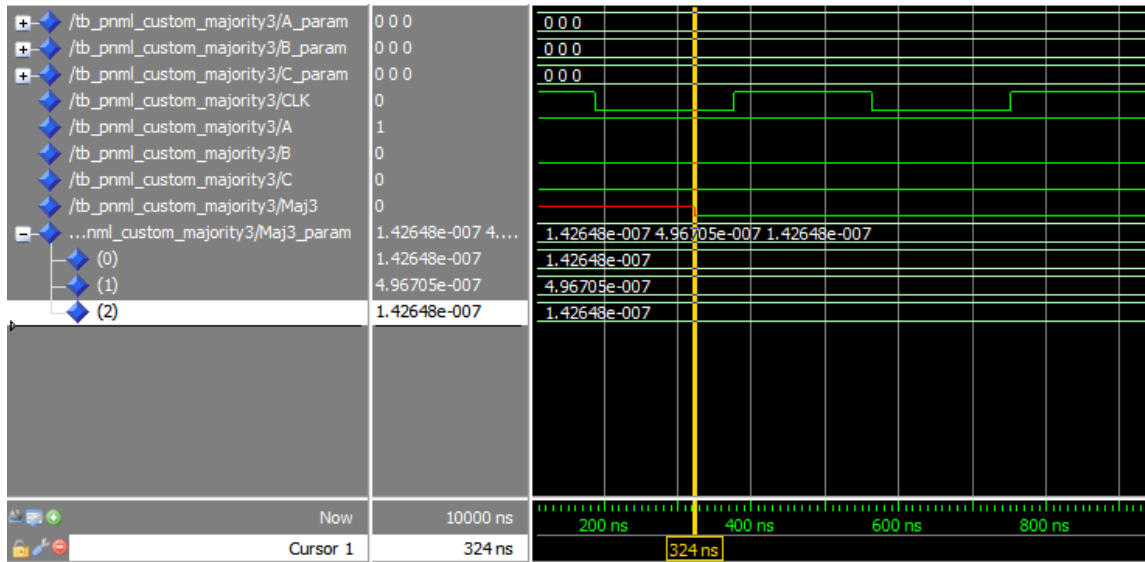 /tb_pnml_custom_majority3/A_param 0 0 0 0 0 0
/tb_pnml_custom_majority3/B_param 0 0 0 0 0 0
/tb_pnml_custom_majority3/C_param 0 0 0 0 0 0
/tb_pnml_custom_majority3/CLK 0
/tb_pnml_custom_majority3/A 1
/tb_pnml_custom_majority3/B 0
/tb_pnml_custom_majority3/C 0
/tb_pnml_custom_majority3/Maj3 0
...nml_custom_majority3/Maj3_param 1.42648e-007 4.... 1.42648e-007 4.96705e-007 1.42648e-007
(0) 1.42648e-007 1.42648e-007
(1) 4.96705e-007 4.96705e-007
(2) 1.42648e-007 1.42648e-007
Now 10000 ns 200 ns 400 ns 600 ns 800 ns
Cursor 1 324 ns 324 ns